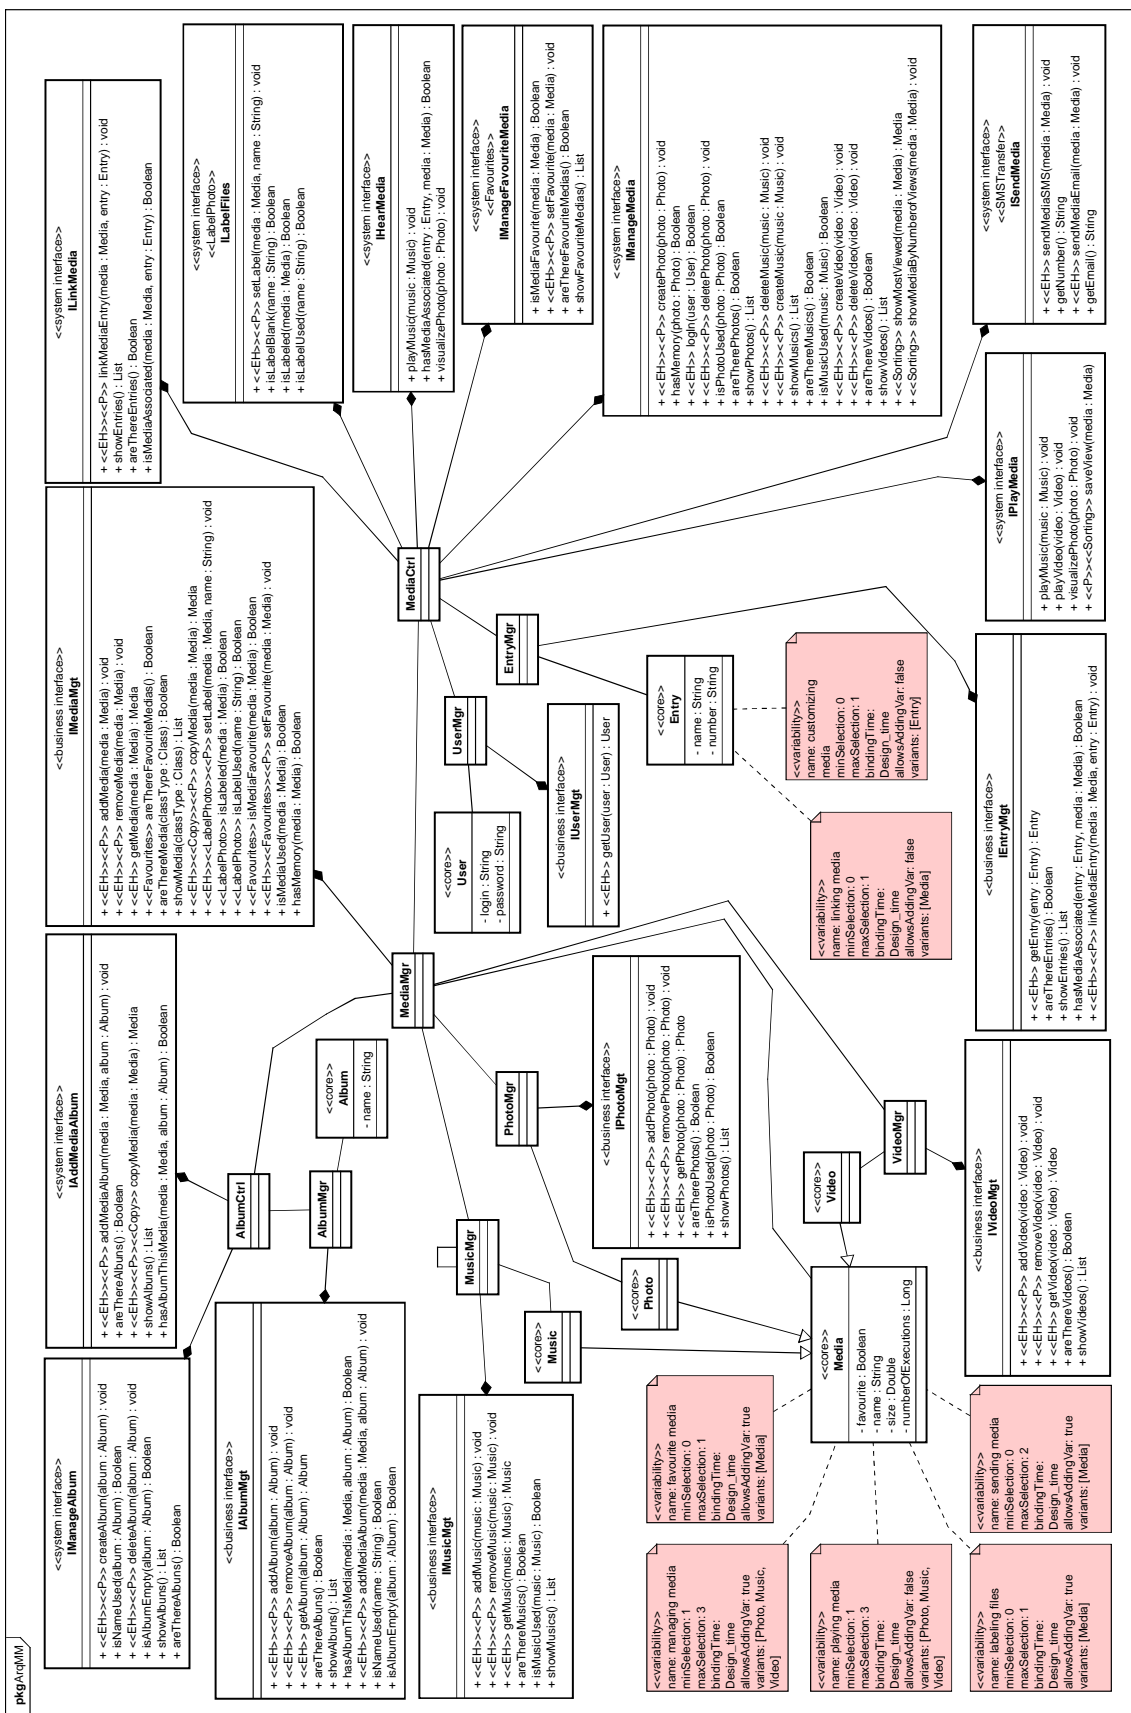 pkg ArqMM
<<system interface>>
IManageAlbum
+ <<EH>><<P>> createAlbum(album : Album) : void
+ isNameUsed(album : Album) : Boolean
+ <<EH>><<P>> deleteAlbum(album : Album) : void
+ isAlbumEmpty(album : Album) : Boolean
+ showAlbuns() : List
+ areThereAlbuns() : Boolean
<<system interface>>
IAddMediaAlbum
+ <<EH>><<P>> addMediaAlbum(media : Media, album : Album) : void
+ areThereAlbuns() : Boolean
+ <<EH>><<P>><<Copy>> copyMedia(media : Media) : Media
+ showAlbuns() : List
+ hasAlbumThisMedia(media : Media, album : Album) : Boolean
<<business interface>>
IMediaMgt
+ <<EH>><<P>> addMedia(media : Media) : void
+ <<EH>><<P>> removeMedia(media : Media) : void
+ <<EH>> getMedia(media : Media) : Media
+ <<Favourites>> areThereFavouriteMedias() : Boolean
+ areThereMedia(classType : Class) : Boolean
+ showMedia(classType : Class) : List
+ <<EH>><<Copy>><<P>> copyMedia(media : Media) : Media
+ <<EH>><<LabelPhoto>><<P>> setLabel(media : Media, name : String) : void
+ <<LabelPhoto>> isLabeled(media : Media) : Boolean
+ <<LabelPhoto>> isLabelUsed(name : String) : Boolean
+ <<Favourites>> isMediaFavourite(media : Media) : Boolean
+ <<EH>><<Favourites>><<P>> setFavourite(media : Media) : void
+ isMediaUsed(media : Media) : Boolean
+ hasMemory(media : Media) : Boolean
<<system interface>>
ILinkMedia
+ <<EH>><<P>> linkMediaEntry(media : Media, entry : Entry) : void
+ showEntries() : List
+ areThereEntries() : Boolean
+ isMediaAssociated(media : Media, entry : Entry) : Boolean
<<system interface>>
<<LabelPhoto>>
ILabelFiles
+ <<EH>><<P>> setLabel(media : Media, name : String) : void
+ isLabelBlank(name : String) : Boolean
+ isLabeled(media : Media) : Boolean
+ isLabelUsed(name : String) : Boolean
<<system interface>>
IHearMedia
+ playMusic(music : Music) : void
+ hasMediaAssociated(entry : Entry, media : Media) : Boolean
+ visualizePhoto(photo : Photo) : void
<<system interface>>
<<Favourites>>
IManageFavouriteMedia
+ isMediaFavourite(media : Media) : Boolean
+ <<EH>><<P>> setFavourite(media : Media) : void
+ areThereFavouriteMedias() : Boolean
+ showFavouriteMedias() : List
<<system interface>>
IManageMedia
+ <<EH>><<P>> createPhoto(photo : Photo) : void
+ hasMemory(photo : Photo) : Boolean
+ <<EH>> logIn(user : User) : Boolean
+ <<EH>><<P>> deletePhoto(photo : Photo) : void
+ isPhotoUsed(photo : Photo) : Boolean
+ areTherePhotos() : Boolean
+ showPhotos() : List
+ <<EH>><<P>> deleteMusic(music : Music) : void
+ <<EH>><<P>> createMusic(music : Music) : void
+ showMusics() : List
+ areThereMusics() : Boolean
+ isMusicUsed(music : Music) : Boolean
+ <<EH>><<P>> createVideo(video : Video) : void
+ <<EH>><<P>> deleteVideo(video : Video) : void
+ areThereVideos() : Boolean
+ showVideos() : List
+ <<Sorting>> showMostViewed(media : Media) : Media
+ <<Sorting>> showMediaByNumberdViews(media : Media) : void
<<system interface>>
<<SMSTransfer>>
ISendMedia
+ <<EH>> sendMediaSMS(media : Media) : void
+ getNumber() : String
+ <<EH>> sendMediaEmail(media : Media) : void
+ getEmail() : String
<<system interface>>
IPlayMedia
+ playMusic(music : Music) : void
+ playVideo(video : Video) : void
+ visualizePhoto(photo : Photo) : void
+ <<P>><<Sorting>> saveView(media : Media)
AlbumCtrl
MediaMgr
MediaCtrl
AlbumMgr
<<core>>
Album
- name : String
UserMgr
EntryMgr
<<core>>
User
- login : String
- password : String
<<business interface>>
IUserMgt
+ <<EH>> getUser(user : User) : User
<<core>>
Entry
- name : String
- number : String
<<variability>>
name: customizing
media
minSelection: 0
maxSelection: 1
bindingTime:
Design_time
allowsAddingVar: false
variants: [Entry]
<<variability>>
name: linking media
minSelection: 0
maxSelection: 1
bindingTime:
Design_time
allowsAddingVar: false
variants: [Media]
<<business interface>>
IEntryMgt
+ <<EH>> getEntry(entry : Entry) : Entry
+ areThereEntries() : Boolean
+ showEntries() : List
+ hasMediaAssociated(entry : Entry, media : Media) : Boolean
+ <<EH>><<P>> linkMediaEntry(media : Media, entry : Entry) : void
<<business interface>>
IAlbumMgt
+ <<EH>><<P>> addAlbum(album : Album) : void
+ <<EH>><<P>> removeAlbum(album : Album) : void
+ <<EH>> getAlbum(album : Album) : Album
+ areThereAlbuns() : Boolean
+ showAlbuns() : List
+ hasAlbumThisMedia(media : Media, album : Album) : Boolean
+ <<EH>><<P>> addMediaAlbum(media : Media, album : Album) : void
+ isNameUsed(name : String) : Boolean
+ isAlbumEmpty(album : Album) : Boolean
MusicMgr
PhotoMgr
<<business interface>>
IPhotoMgt
+ <<EH>><<P>> addPhoto(photo : Photo) : void
+ <<EH>><<P>> removePhoto(photo : Photo) : void
+ <<EH>> getPhoto(photo : Photo) : Photo
+ areTherePhotos() : Boolean
+ isPhotoUsed(photo : Photo) : Boolean
+ showPhotos() : List
<<business interface>>
IMusicMgt
+ <<EH>><<P>> addMusic(music : Music) : void
+ <<EH>><<P>> removeMusic(music : Music) : void
+ <<EH>> getMusic(music : Music) : Music
+ areThereMusics() : Boolean
+ isMusicUsed(music : Music) : Boolean
+ showMusics() : List
<<core>>
Music
<<core>>
Photo
<<core>>
Video
VideoMgr
<<business interface>>
IVideoMgt
+ <<EH>><<P>> addVideo(video : Video) : void
+ <<EH>><<P>> removeVideo(video : Video) : void
+ <<EH>> getVideo(video : Video) : Video
+ areThereVideos() : Boolean
+ showVideos() : List
<<core>>
Media
- favourite : Boolean
- name : String
- size : Double
- numberOfExecutions : Long
<<variability>>
name: favourite media
minSelection: 0
maxSelection: 1
bindingTime:
Design_time
allowsAddingVar: true
variants: [Media]
<<variability>>
name: managing media
minSelection: 1
maxSelection: 3
bindingTime:
Design_time
allowsAddingVar: true
variants: [Photo, Music,
Video]
<<variability>>
name: playing media
minSelection: 1
maxSelection: 3
bindingTime:
Design_time
allowsAddingVar: false
variants: [Photo, Music,
Video]
<<variability>>
name: sending media
minSelection: 0
maxSelection: 2
bindingTime:
Design_time
allowsAddingVar: true
variants: [Media]
<<variability>>
name: labeling files
minSelection: 0
maxSelection: 1
bindingTime:
Design_time
allowsAddingVar: true
variants: [Media]